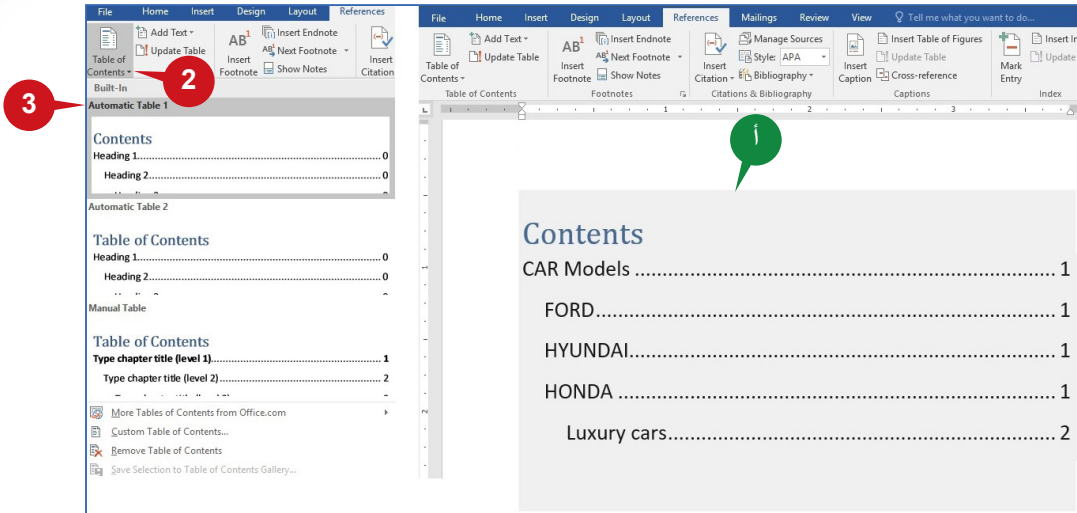 File Home Insert Design Layout References
Table of Contents
Add Text
Update Table
AB1 Insert Footnote
Insert Endnote
AB1 Next Footnote
Show Notes
Insert Citation
2
3
Built-In
Automatic Table 1
Contents
Heading 1 0
Heading 2 0
Automatic Table 2
Table of Contents
Heading 1 0
Heading 2 0
Manual Table
Table of Contents
Type chapter title (level 1) 1
Type chapter title (level 2) 2
More Tables of Contents from Office.com
Custom Table of Contents...
Remove Table of Contents
Save Selection to Table of Contents Gallery...
File Home Insert Design Layout References Mailings Review View Tell me what you want to do...
Table of Contents
Add Text
Update Table
Table of Contents
AB1 Insert Footnote
Insert Endnote
AB1 Next Footnote
Show Notes
Footnotes
Insert Citation
Manage Sources
Style: APA
Bibliography
Citations & Bibliography
Insert Caption
Insert Table of Figures
Update Table
Cross-reference
Captions
Mark Entry
Insert In
Update
Index
1 2 3
أ
Contents
CAR Models 1
FORD 1
HYUNDAI 1
HONDA 1
Luxury cars 2